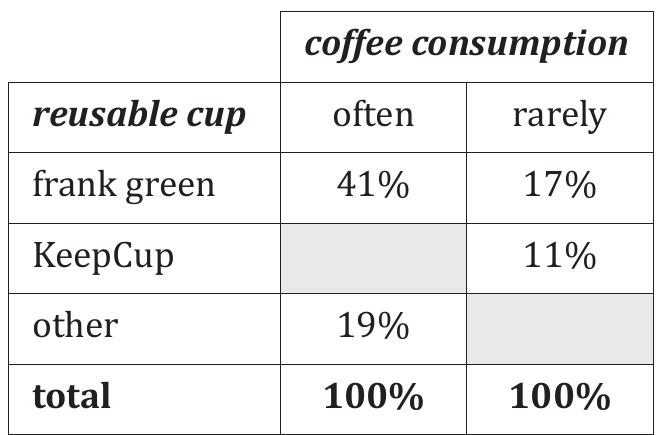 coffee consumption
reusable cup often rarely
frank green 41% 17%
KeepCup 11%
other 19%
total 100% 100%